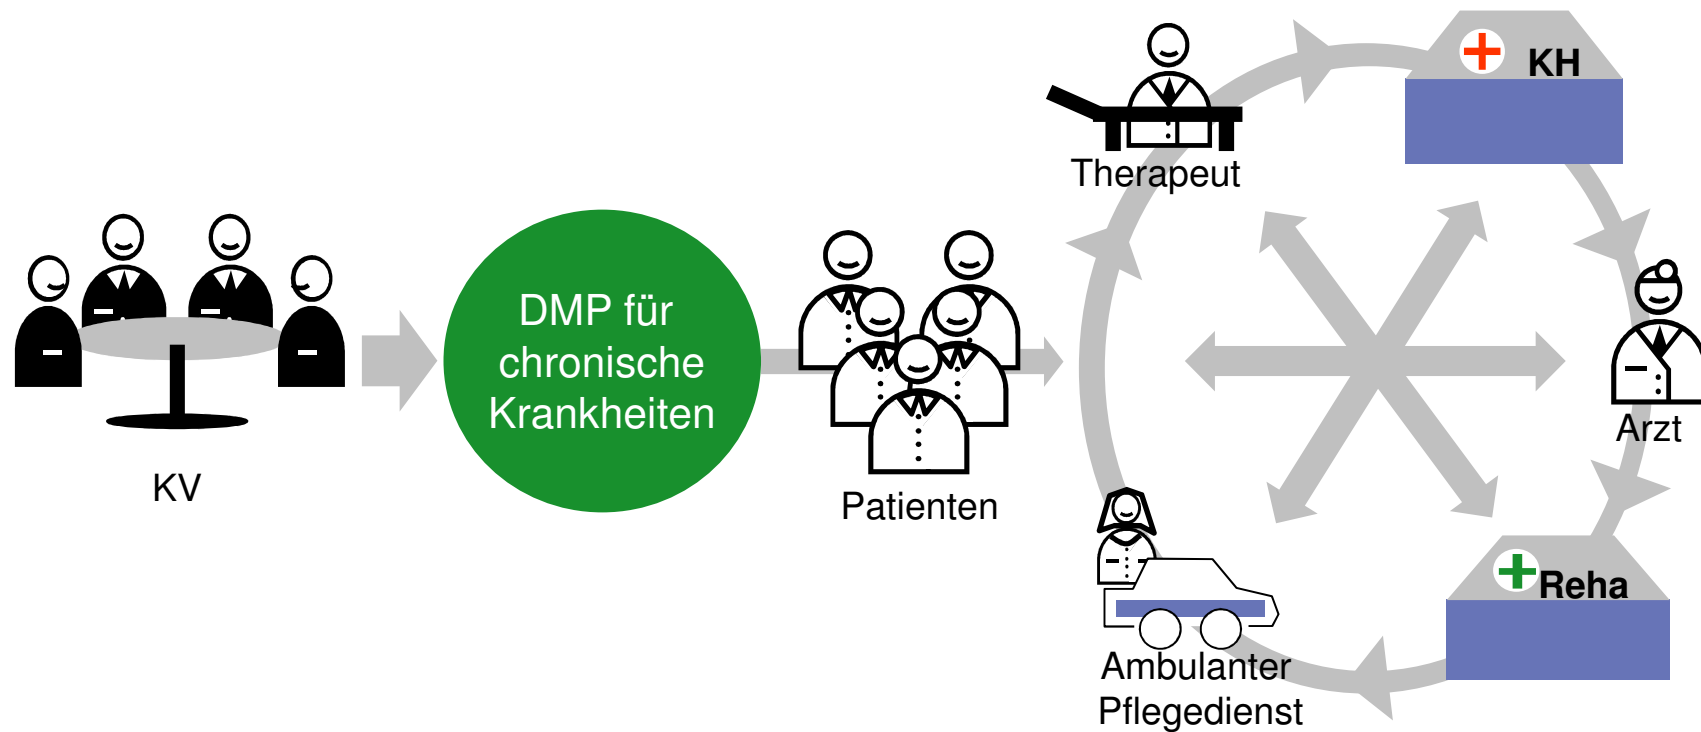 KV
DMP für
chronische
Krankheiten
Patienten
Therapeut
KH
Arzt
Reha
Ambulanter
Pflegedienst